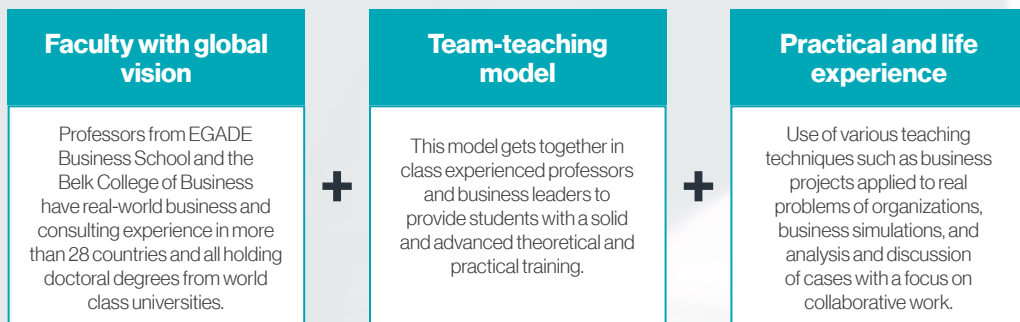 Faculty with global
vision
Professors from EGADE
Business School and the
Belk College of Business
have real-world business and
consulting experience in more
than 28 countries and all holding
doctoral degrees from world
class universities.
+
Team-teaching
model
This model gets together in
class experienced professors
and business leaders to
provide students with a solid
and advanced theoretical and
practical training.
+
Practical and life
experience
Use of various teaching
techniques such as business
projects applied to real
problems of organizations,
business simulations, and
analysis and discussion
of cases with a focus on
collaborative work.